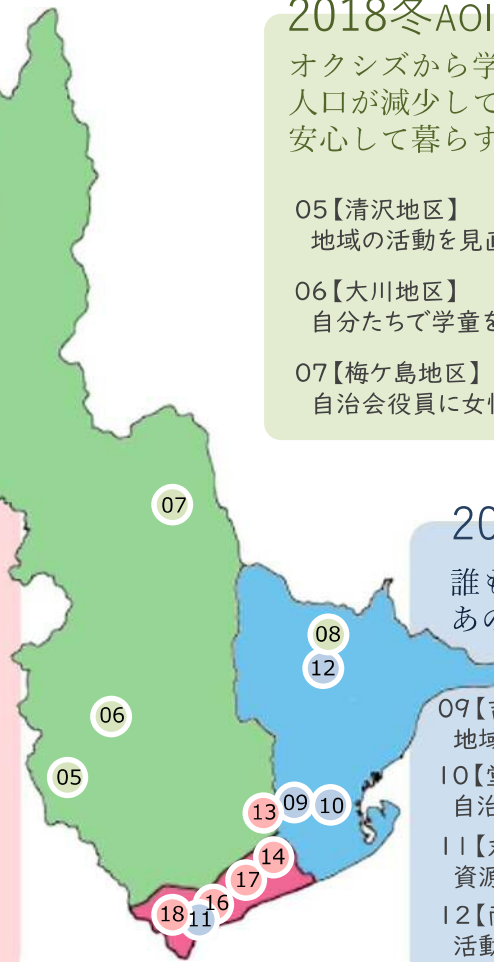 2018冬AOI
オクシズから学
人口が減少して
安心して暮らす
05【清沢地区】
地域の活動を見直
06【大川地区】
自分たちで学童を
07【梅ケ島地区】
自治会役員に女性
20
誰も
あの
09【
地域
10【
自治
11【
資源
12【
活動
07
08
12
06
05
13
09
10
14
17
16
18
11